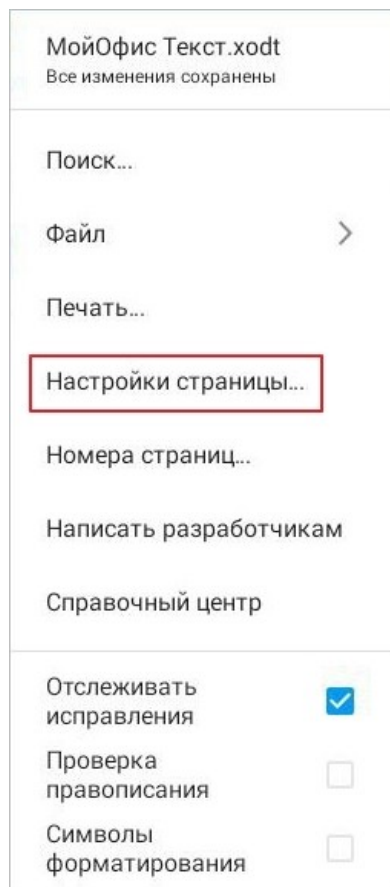 МойОфис Текст.xodt
Все изменения сохранены
Поиск...
Файл
Печать...
Настройки страницы...
Номера страниц...
Написать разработчикам
Справочный центр
Отслеживать
исправления
Проверка
правописания
Символы
форматирования